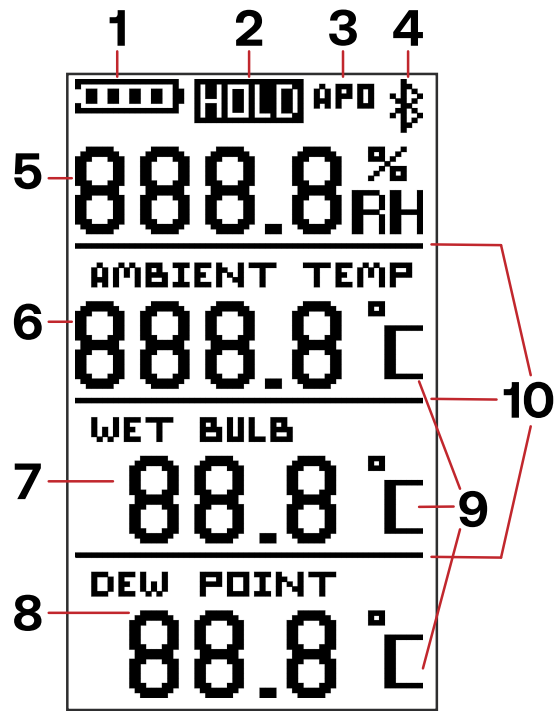 1 2 3 4
HOLD APO
5 888.8 % RH
AMBIENT TEMP
6 888.8 °C
10
WET BULB
7 88.8 °C
9
DEW POINT
8 88.8 °C